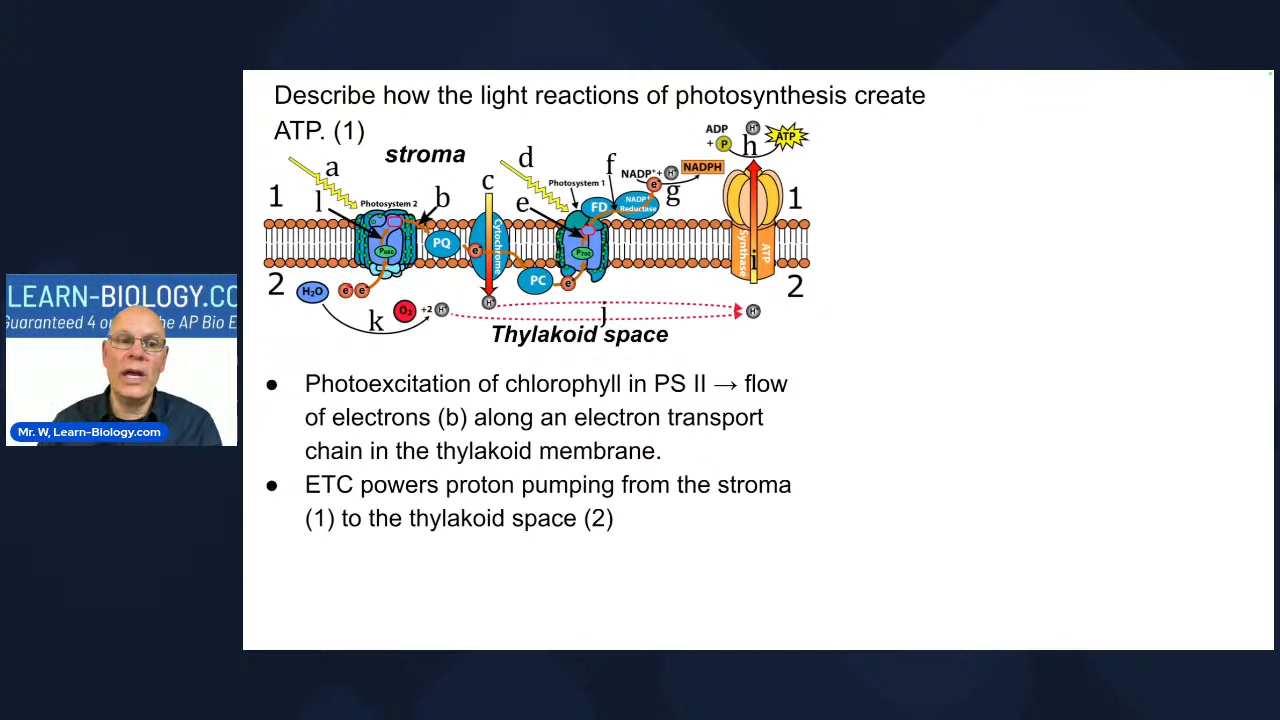 Describe how the light reactions of photosynthesis create
ATP. (1)
stroma
ADP
+ P
H⁺
ATP
h
a
d
f
NADP⁺+ H⁺
NADPH
c
Photosystem 1
e⁻
g
1
l
Photosystem 2
b
e
FD
NADP⁺
Reductase
1
P680
PQ
e⁻
Cytochrome
P700
ATP
Synthase
2
H₂O
e⁻ e⁻
PC
e⁻
2
O₂ +2 H⁺
H⁺
j
H⁺
k
Thylakoid space
LEARN-BIOLOGY.CO
Guaranteed 4 o
he AP Bio E
Mr. W, Learn-Biology.com
● Photoexcitation of chlorophyll in PS II → flow
of electrons (b) along an electron transport
chain in the thylakoid membrane.
● ETC powers proton pumping from the stroma
(1) to the thylakoid space (2)